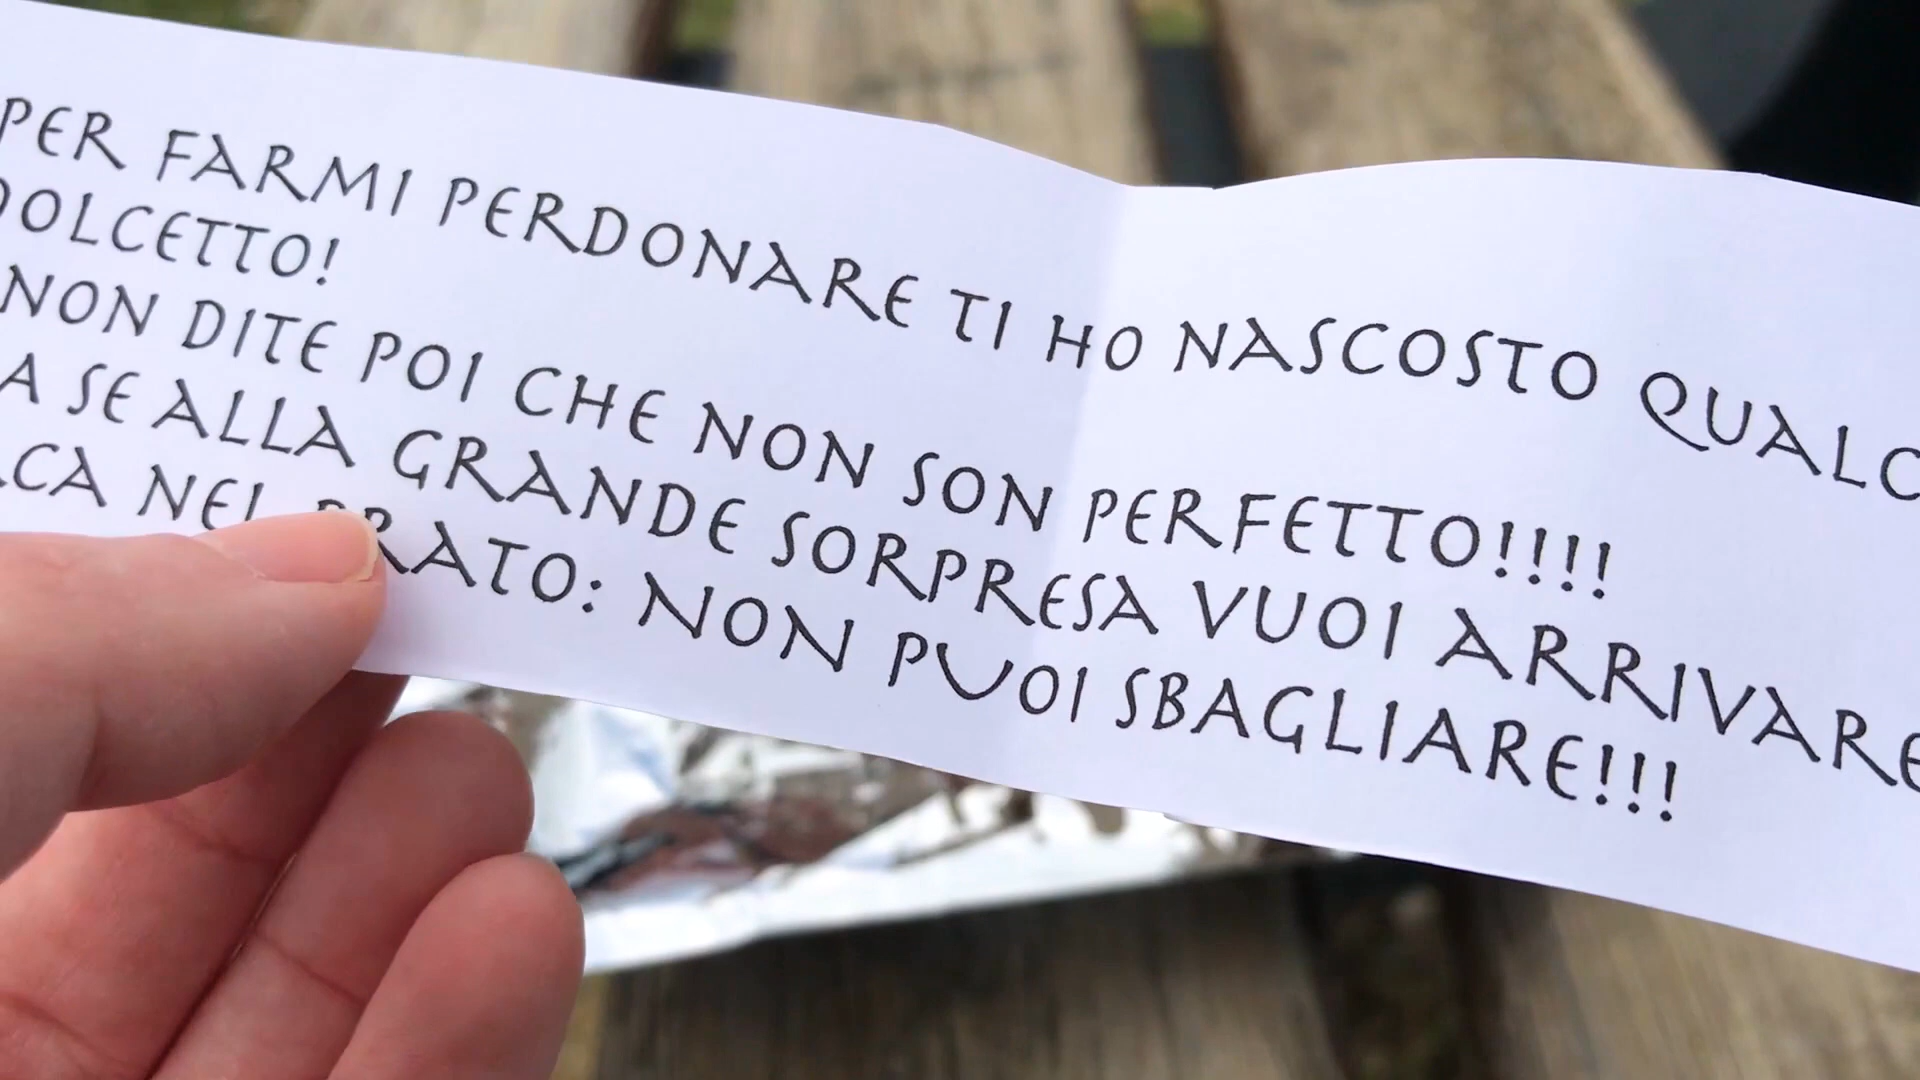 PER FARMI PERDONARE TI HO NASCOSTO QUALC
DOLCETTO!
NON DITE POI CHE NON SON PERFETTO!!!!
A SE ALLA GRANDE SORPRESA VUOI ARRIVARE
CA NEL PRATO: NON PUOI SBAGLIARE!!!